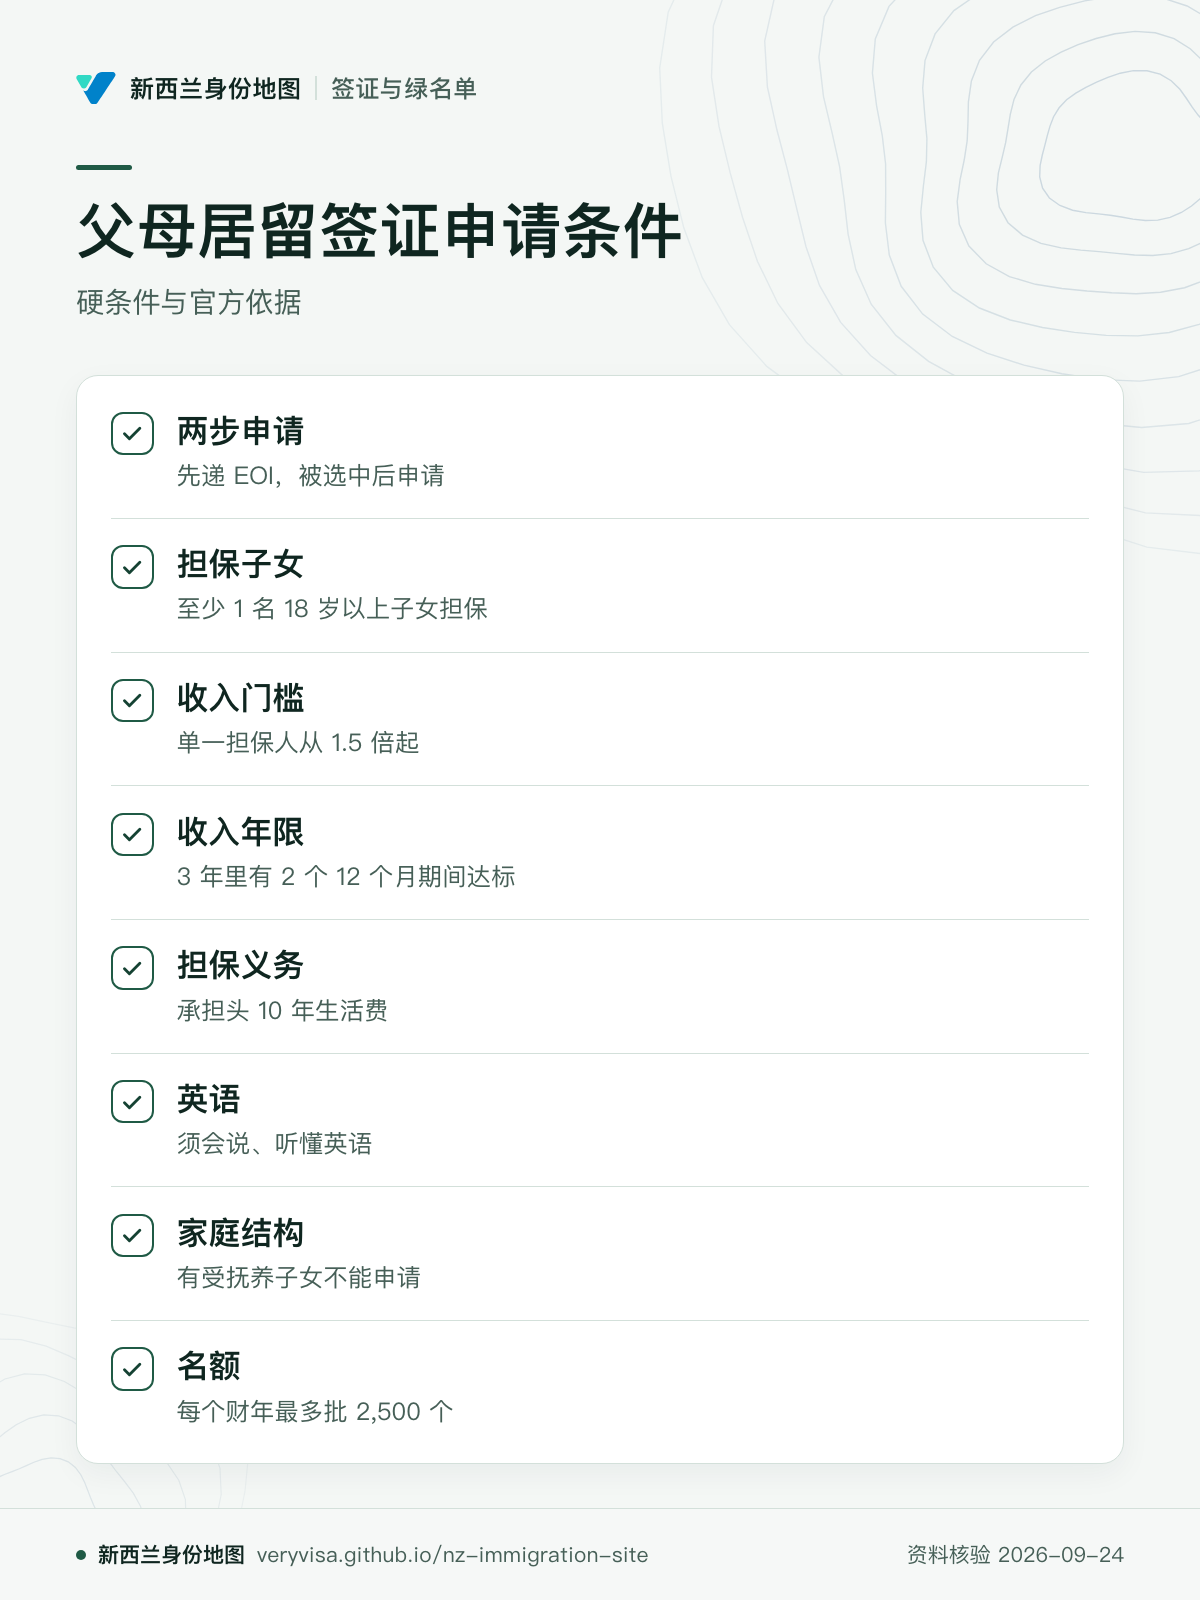 新西兰身份地图 | 签证与绿名单
父母居留签证申请条件
硬条件与官方依据
两步申请
先递 EOI，被选中后申请
担保子女
至少 1 名 18 岁以上子女担保
收入门槛
单一担保人从 1.5 倍起
收入年限
3 年里有 2 个 12 个月期间达标
担保义务
承担头 10 年生活费
英语
须会说、听懂英语
家庭结构
有受抚养子女不能申请
名额
每个财年最多批 2,500 个
新西兰身份地图 veryvisa.github.io/nz-immigration-site 资料核验 2026-09-24